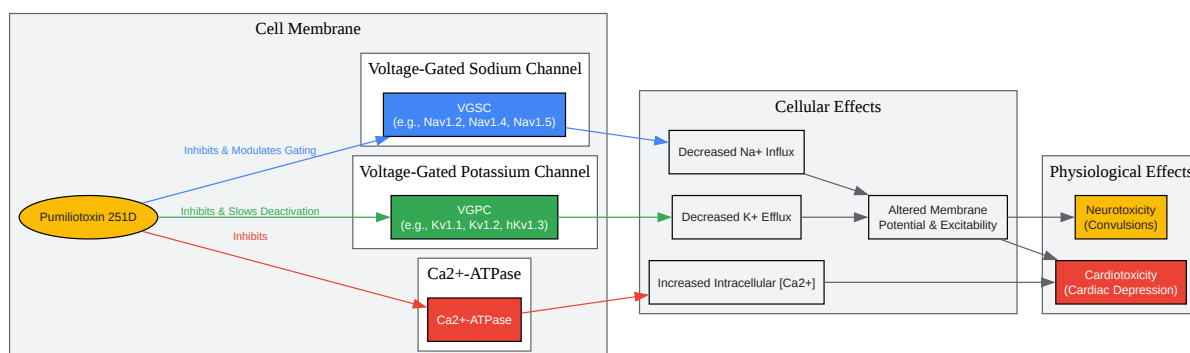 Cell Membrane
Voltage-Gated Sodium Channel
VGSC
(e.g., Nav1.2, Nav1.4, Nav1.5)
Inhibits & Modulates Gating
Voltage-Gated Potassium Channel
Pumiliotoxin 251D
Inhibits & Slows Deactivation
VGPC
(e.g., Kv1.1, Kv1.2, hKv1.3)
Inhibits
Ca2+-ATPase
Ca2+-ATPase
Cellular Effects
Decreased Na+ Influx
Decreased K+ Efflux
Altered Membrane
Potential & Excitability
Increased Intracellular [Ca2+]
Physiological Effects
Neurotoxicity
(Convulsions)
Cardiotoxicity
(Cardiac Depression)